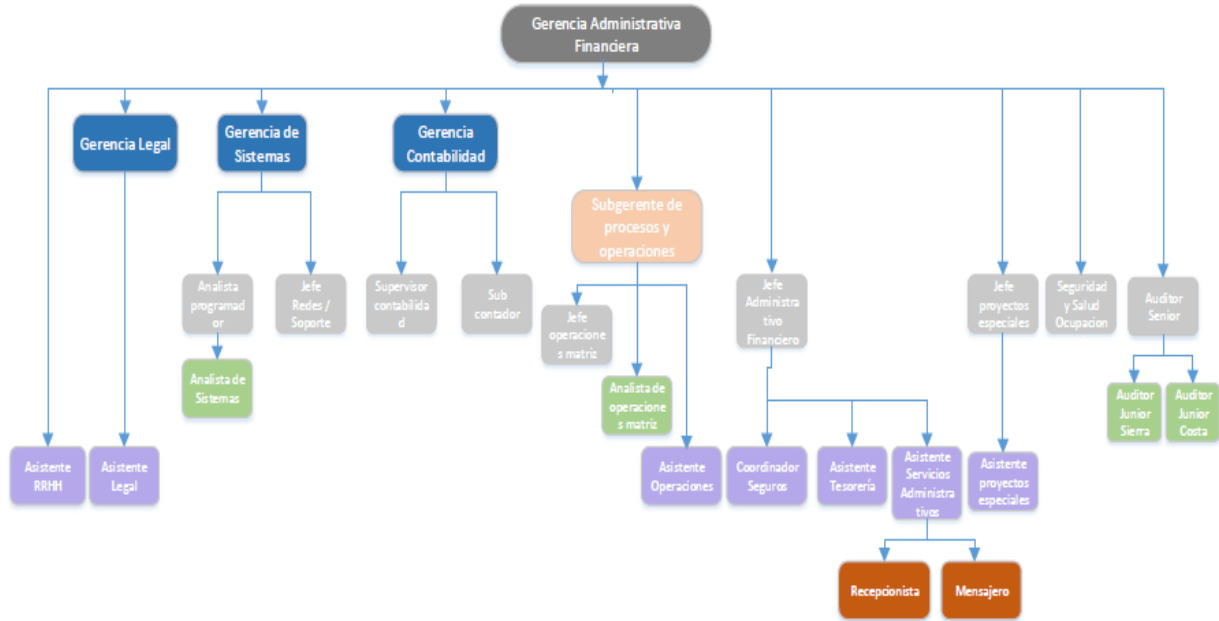 Gerencia Administrativa
Financiera
Gerencia Legal
Gerencia de
Sistemas
Gerencia
Contabilidad
Subgerente de
procesos y
operaciones
Analista
programad
or
Jefe
Redes /
Soporte
Supervisor
contabilida
d
Sub
contador
Jefe
operacione
s matriz
Jefe
Administra
tivo
Financiero
Jefe
proyectos
especiales
Seguridad
y Salud
Ocupacion
Auditor
Senior
Analista de
Sistemas
Analista de
operacione
s matriz
Auditor
Junior
Sierra
Auditor
Junior
Costa
Asistente
RRHH
Asistente
Legal
Asistente
Operaciones
Coordinador
Seguros
Asistente
Tesorería
Asistente
Servicios
Administra
tivos
Asistente
proyectos
especiales
Recepcionista
Mensajero